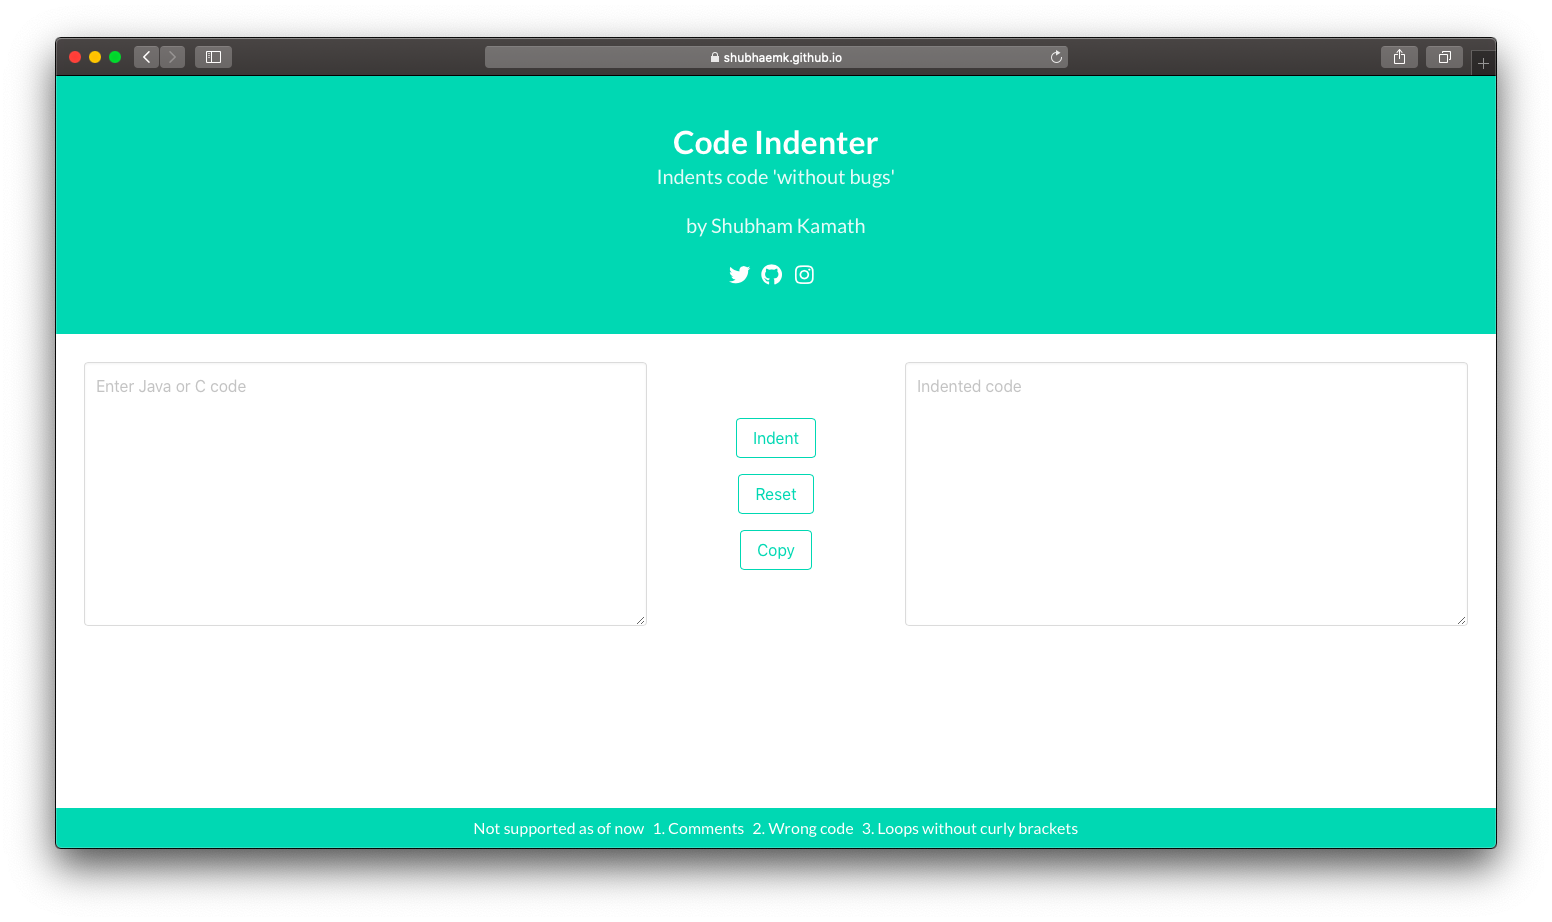 shubhaemk.github.io
Code Indenter
Indents code 'without bugs'
by Shubham Kamath
Enter Java or C code
Indented code
Indent
Reset
Copy
Not supported as of now 1. Comments 2. Wrong code 3. Loops without curly brackets